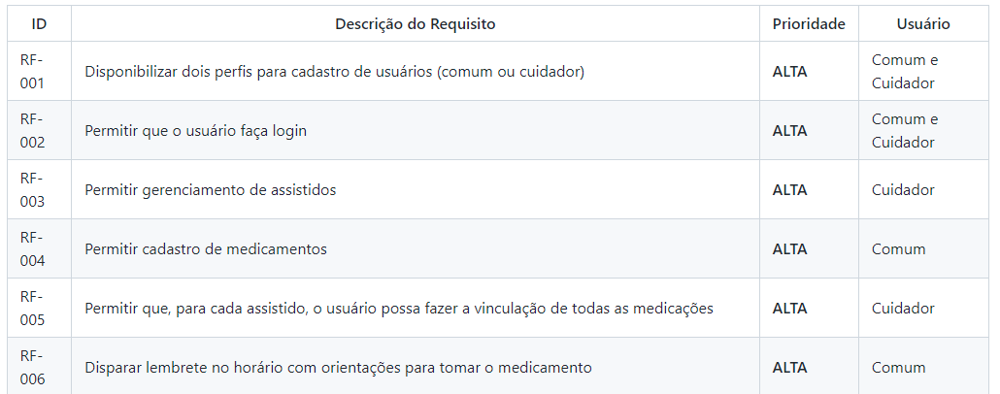 ID Descrição do Requisito Prioridade Usuário
RF-001 Disponibilizar dois perfis para cadastro de usuários (comum ou cuidador) ALTA Comum e Cuidador
RF-002 Permitir que o usuário faça login ALTA Comum e Cuidador
RF-003 Permitir gerenciamento de assistidos ALTA Cuidador
RF-004 Permitir cadastro de medicamentos ALTA Comum
RF-005 Permitir que, para cada assistido, o usuário possa fazer a vinculação de todas as medicações ALTA Cuidador
RF-006 Disparar lembrete no horário com orientações para tomar o medicamento ALTA Comum